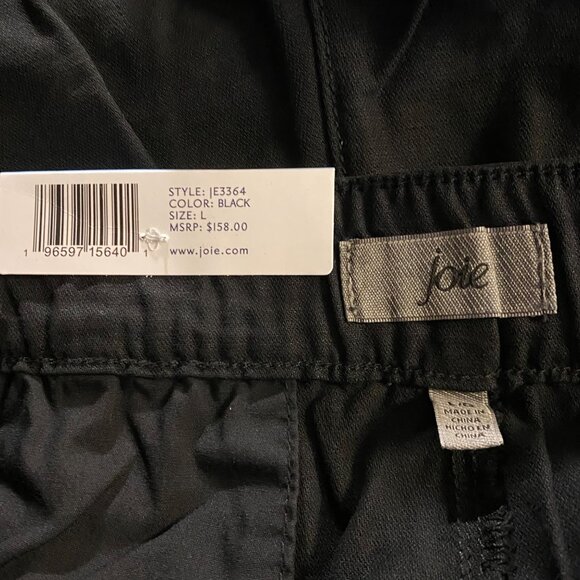 STYLE: JE3364
COLOR: BLACK
SIZE: L
MSRP: $158.00
www.joie.com
1 96597 15640 1
joie
L/G
MADE IN
CHINA
HECHO EN
CHINA